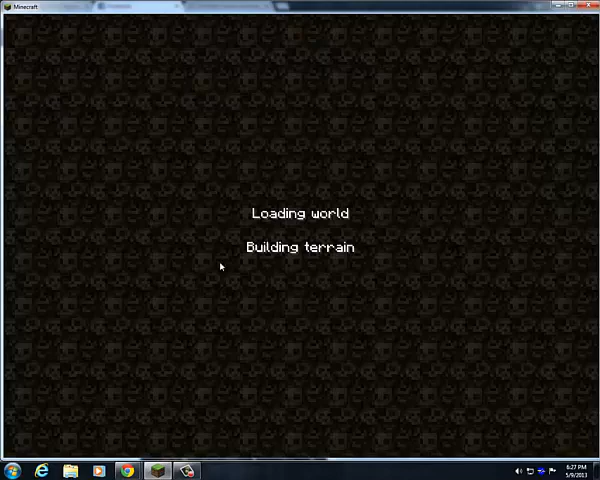 Minecraft
Loading world
Building terrain
6:27 PM
5/9/2013